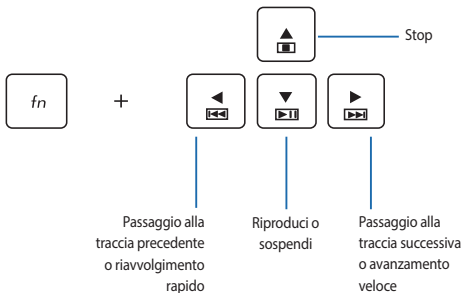 Stop
fn
+
Passaggio alla
traccia precedente
o riavvolgimento
rapido
Riproduci o
sospendi
Passaggio alla
traccia successiva
o avanzamento
veloce